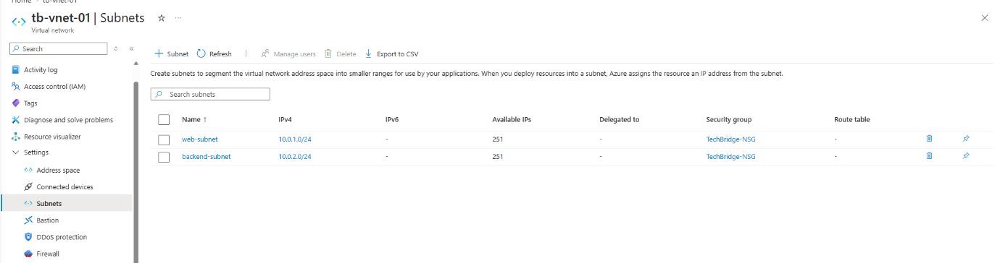 Home > tb-vnet-01
tb-vnet-01 | Subnets ☆ ···
Virtual network
Search
Activity log
Access control (IAM)
Tags
Diagnose and solve problems
Resource visualizer
Settings
Address space
Connected devices
Subnets
Bastion
DDoS protection
Firewall
+ Subnet Refresh | Manage users Delete Export to CSV
Create subnets to segment the virtual network address space into smaller ranges for use by your applications. When you deploy resources into a subnet, Azure assigns the resource an IP address from the subnet.
Search subnets
Name ↑ IPv4 IPv6 Available IPs Delegated to Security group Route table
web-subnet 10.0.1.0/24 - 251 - TechBridge-NSG -
backend-subnet 10.0.2.0/24 - 251 - TechBridge-NSG -